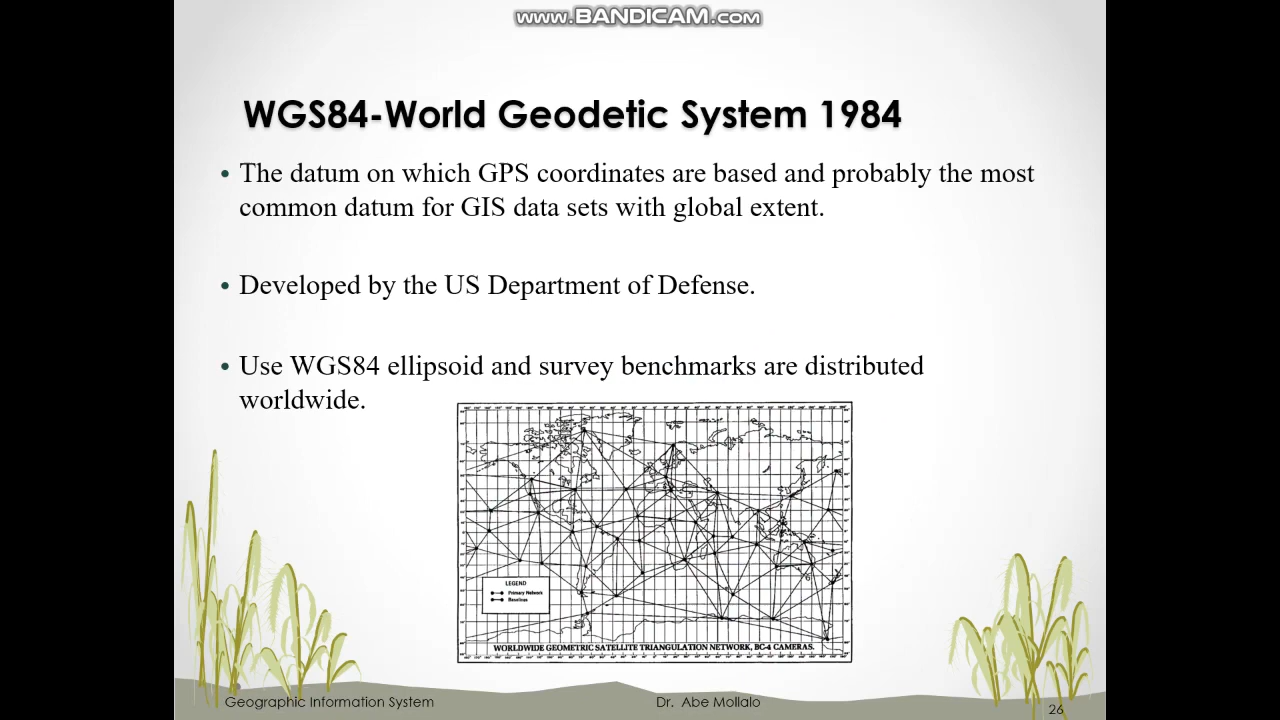 www.BANDICAM.com
WGS84-World Geodetic System 1984
• The datum on which GPS coordinates are based and probably the most
common datum for GIS data sets with global extent.
• Developed by the US Department of Defense.
• Use WGS84 ellipsoid and survey benchmarks are distributed
worldwide.
LEGEND
Primary Network
Baselines
WORLDWIDE GEOMETRIC SATELLITE TRIANGULATION NETWORK, BC-4 CAMERAS.
Geographic Information System
Dr. Abe Mollalo
26